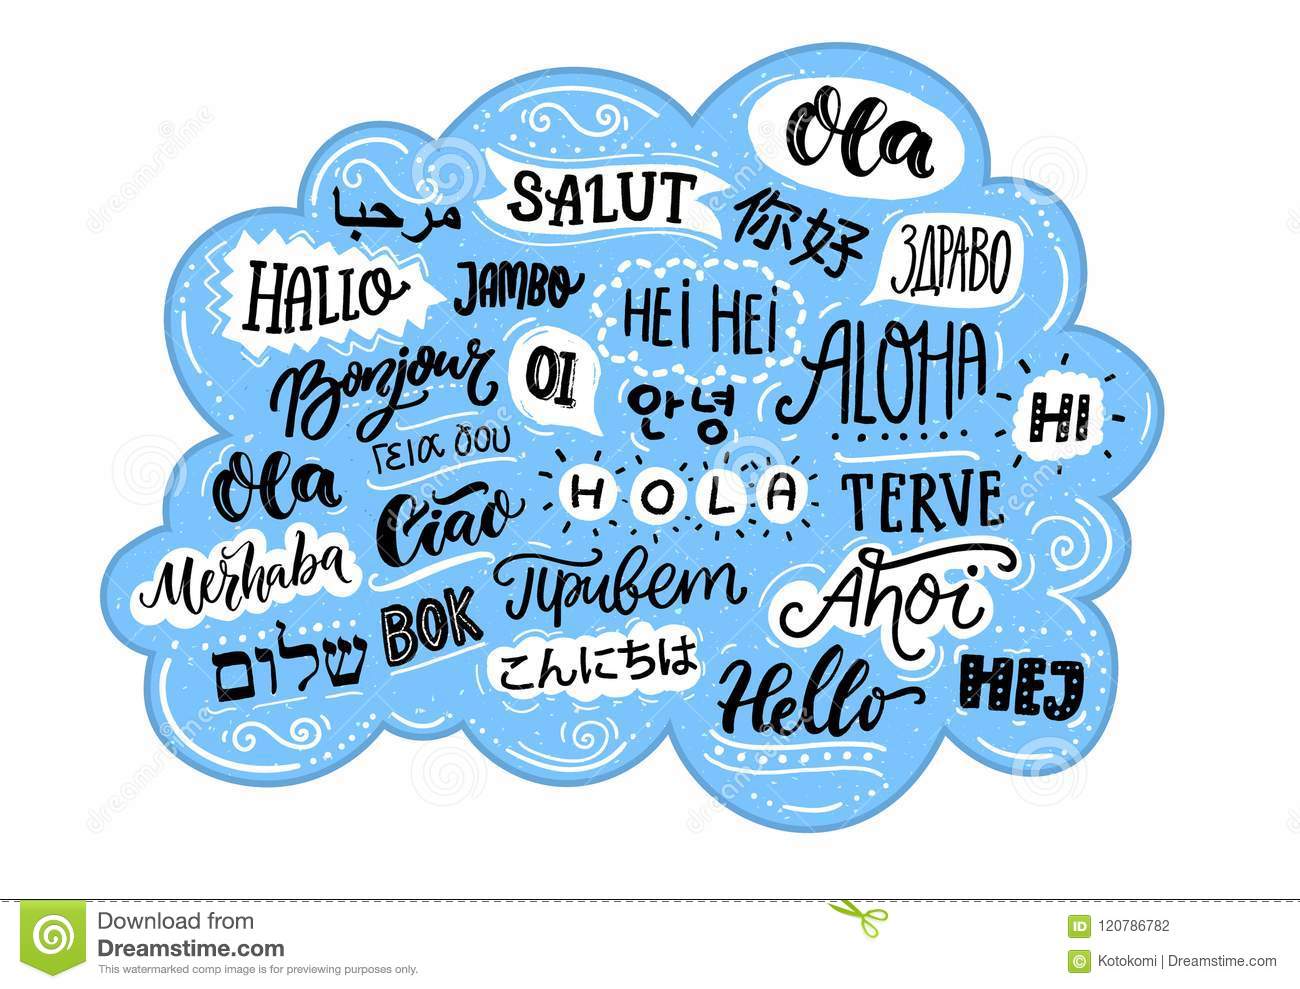 Ola
SALUT
مرحبا
你好
ЗДРАВО
HALLO
JAMBO
HEI HEI
ALOHA
Bonjour
OI
안녕
HI
Γεια σου
Ola
Ciao
HOLA
TERVE
Merhaba
Привет
Ahoi
שלום
BOK
こんにちは
Hello
HEJ
Download from
Dreamstime.com
This watermarked comp image is for previewing purposes only.
ID 120786782
© Kotokomi | Dreamstime.com